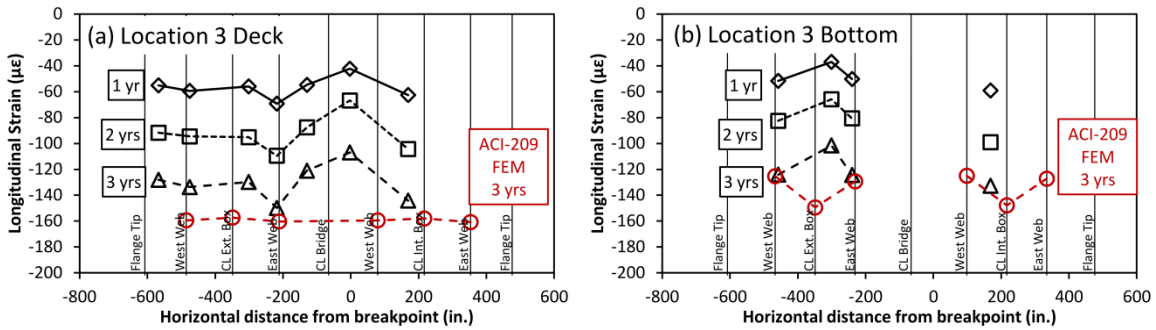 (a) Location 3 Deck
Longitudinal Strain (με)
0
-20
-40
-60
-80
-100
-120
-140
-160
-180
-200
1 yr
2 yrs
3 yrs
ACI-209
FEM
3 yrs
Flange Tip
West Web
CL Ext. Box
East Web
CL Bridge
West Web
CL Int. Box
East Web
Flange Tip
-800 -600 -400 -200 0 200 400 600
Horizontal distance from breakpoint (in.)
(b) Location 3 Bottom
Longitudinal Strain (με)
0
-20
-40
-60
-80
-100
-120
-140
-160
-180
-200
1 yr
2 yrs
3 yrs
ACI-209
FEM
3 yrs
Flange Tip
West Web
CL Ext. Box
East Web
CL Bridge
West Web
CL Int. Box
East Web
Flange Tip
-800 -600 -400 -200 0 200 400 600
Horizontal distance from breakpoint (in.)